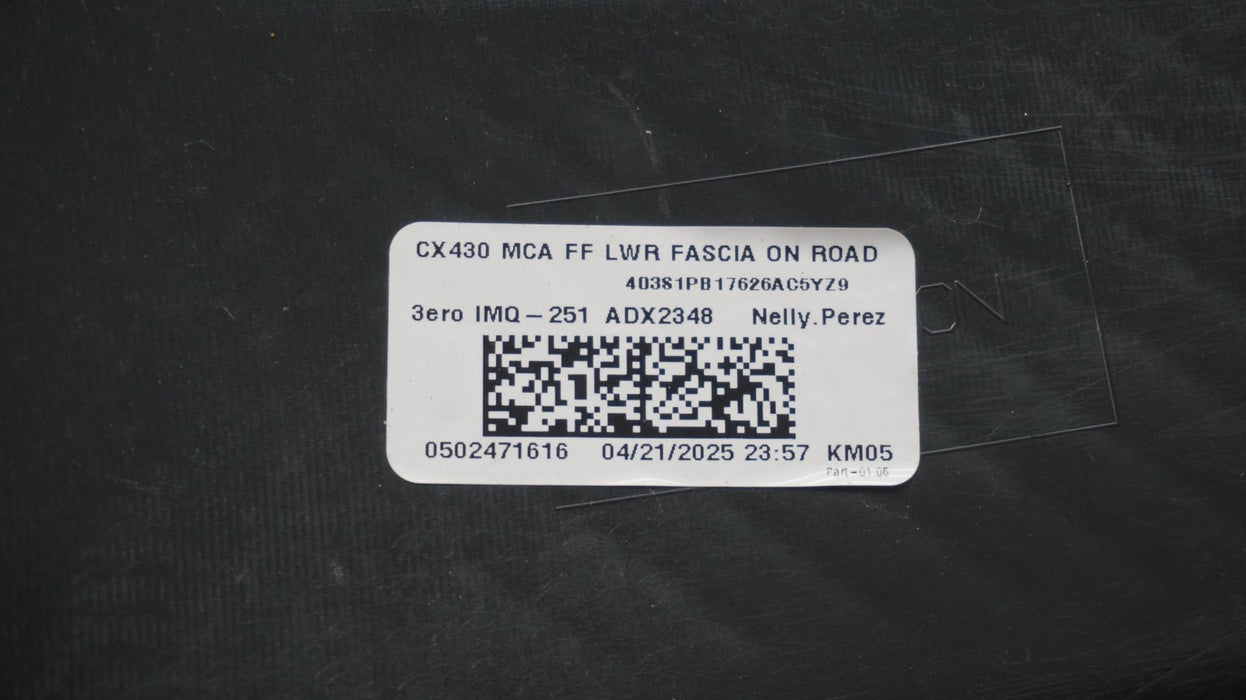 CX430 MCA FF LWR FASCIA ON ROAD
40381PB17626AC5YZ9
3ero IMQ-251 ADX2348 Nelly.Perez
0502471616 04/21/2025 23:57 KM05
ON